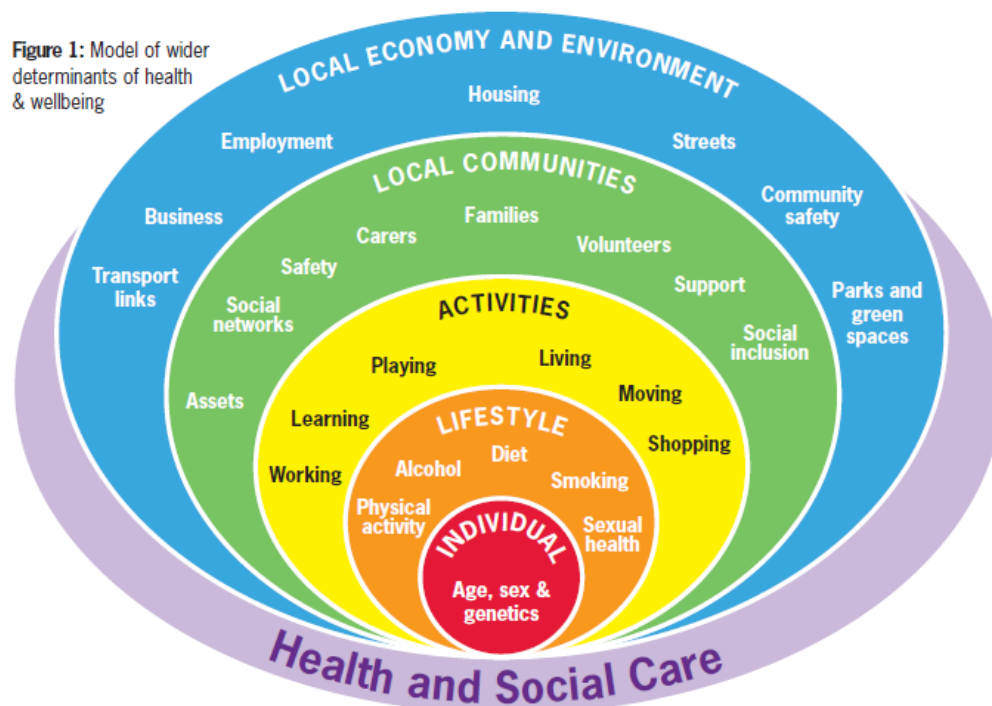 Figure 1: Model of wider
determinants of health
& wellbeing
LOCAL ECONOMY AND ENVIRONMENT
Housing
Employment
Streets
Business
Community
safety
Transport
links
Parks and
green
spaces
LOCAL COMMUNITIES
Families
Carers
Volunteers
Safety
Support
Social
networks
Social
inclusion
Assets
ACTIVITIES
Living
Playing
Moving
Learning
Shopping
Working
LIFESTYLE
Diet
Alcohol
Smoking
Physical
activity
Sexual
health
INDIVIDUAL
Age, sex &
genetics
Health and Social Care